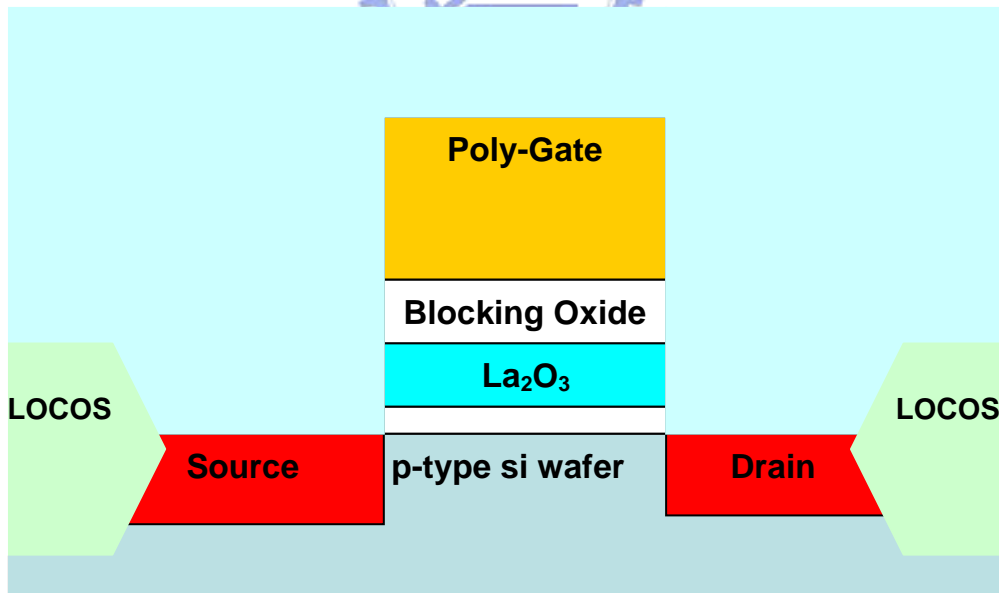 Poly-Gate
Blocking Oxide
La₂O₃
LOCOS
LOCOS
Source
p-type si wafer
Drain